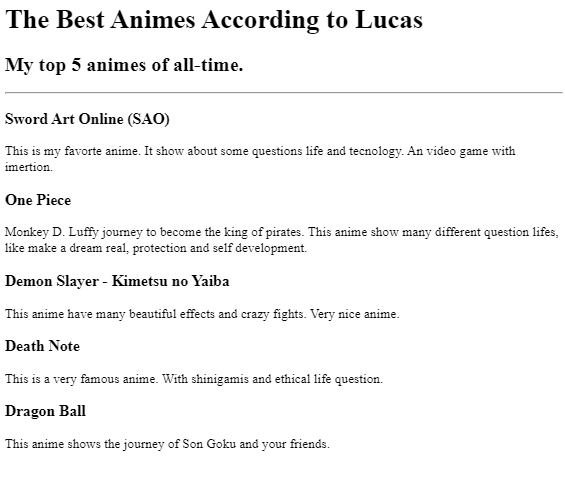 The Best Animes According to Lucas
My top 5 animes of all-time.
Sword Art Online (SAO)
This is my favorte anime. It show about some questions life and tecnology. An video game with
imertion.
One Piece
Monkey D. Luffy journey to become the king of pirates. This anime show many different question lifes,
like make a dream real, protection and self development.
Demon Slayer - Kimetsu no Yaiba
This anime have many beautiful effects and crazy fights. Very nice anime.
Death Note
This is a very famous anime. With shinigamis and ethical life question.
Dragon Ball
This anime shows the journey of Son Goku and your friends.